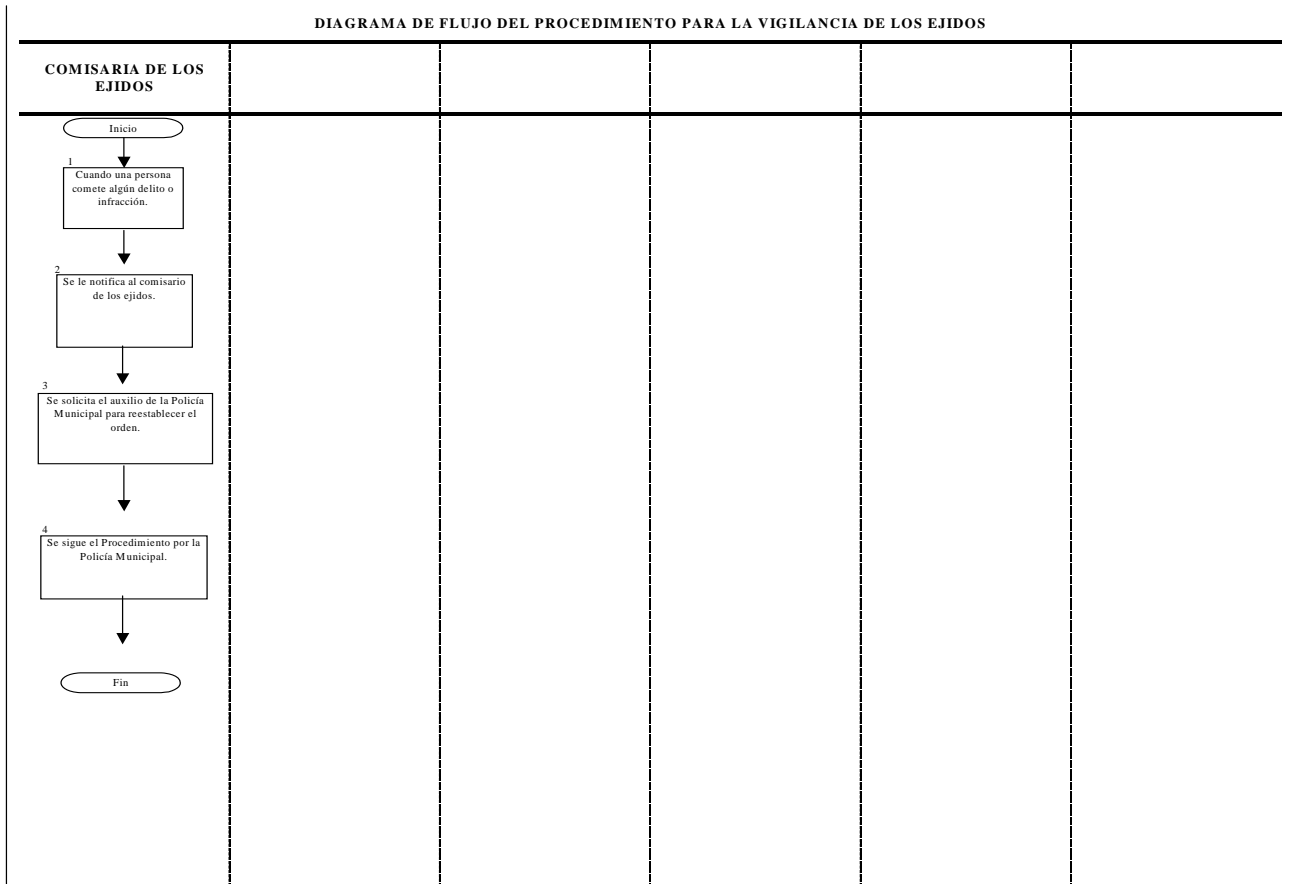 DIAGRAMA DE FLUJO DEL PROCEDIMIENTO PARA LA VIGILANCIA DE LOS EJIDOS
COMISARIA DE LOS
EJIDOS
Inicio
1
Cuando una persona
comete algún delito o
infracción.
2
Se le notifica al comisario
de los ejidos.
3
Se solicita el auxilio de la Policía
Municipal para reestablecer el
orden.
4
Se sigue el Procedimiento por la
Policía Municipal.
Fin